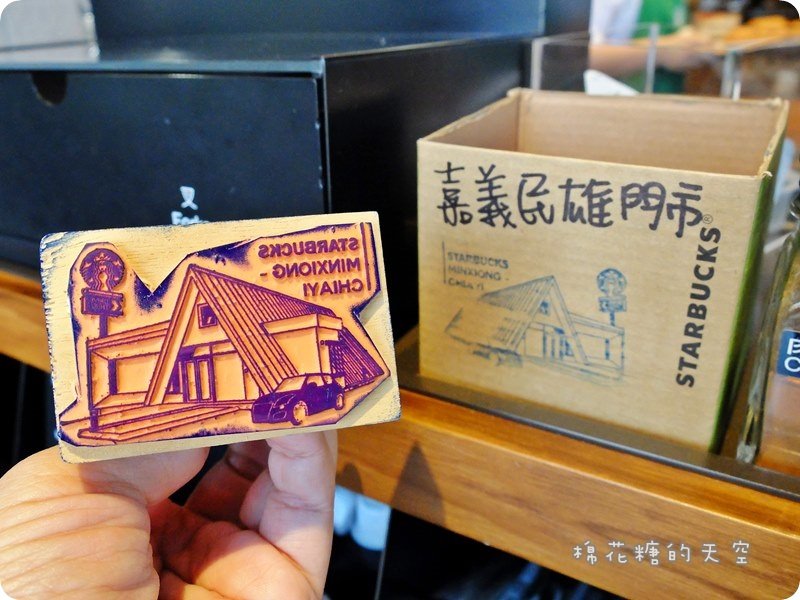 又
嘉義民雄門市
STARBUCKS
MINXIONG -
CHIAYI
STARBUCKS®
STARBUCKS
MINXIONG -
CHIAYI
棉花糖的天空